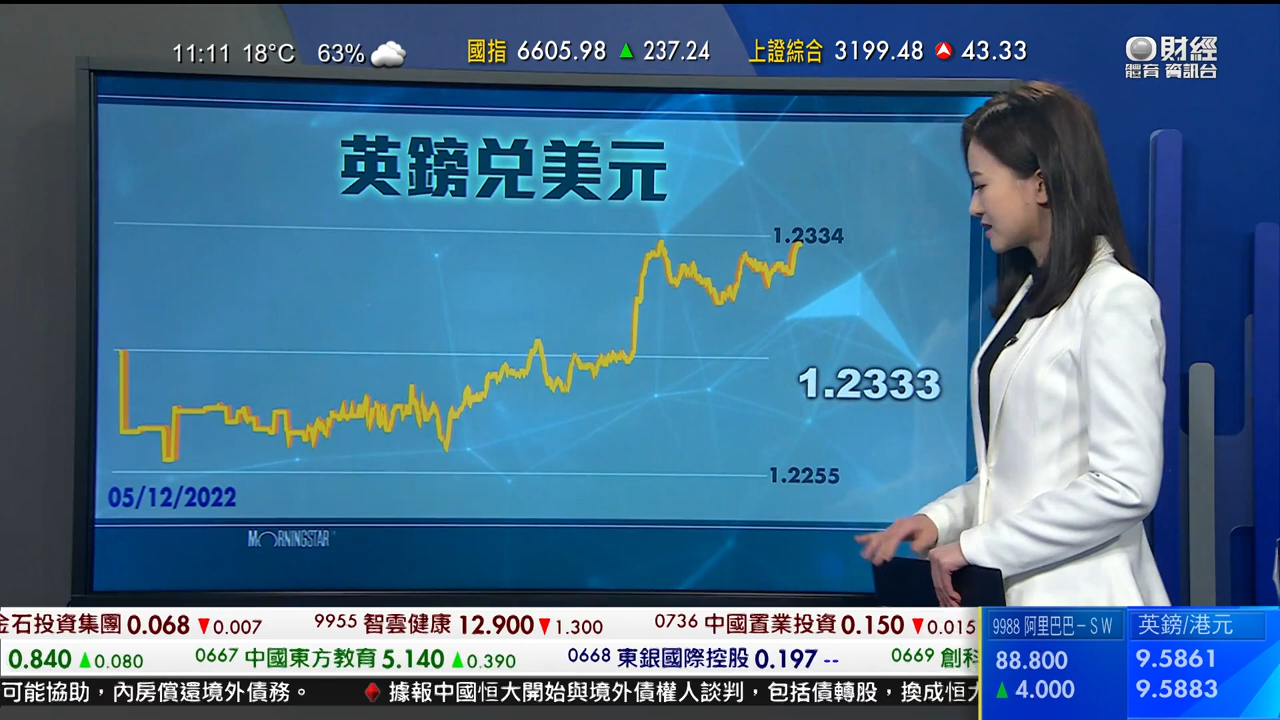 11:11 18°C 63% 國指 6605.98 ▲ 237.24 上證綜合 3199.48 43.33
財經
體育 資訊台
英鎊兌美元
1.2334
1.2333
1.2255
05/12/2022
MORNINGSTAR
金石投資集團 0.068 ▼0.007 9955 智雲健康 12.900 ▼1.300 0736 中國置業投資 0.150 ▼0.015
0.840 ▲0.080 0667 中國東方教育 5.140 ▲0.390 0668 東銀國際控股 0.197 -- 0669 創科
可能協助，內房償還境外債務。 ◆ 據報中國恒大開始與境外債權人談判，包括債轉股，換成恒大
9988 阿里巴巴－ＳＷ
88.800
▲ 4.000
英鎊/港元
9.5861
9.5883